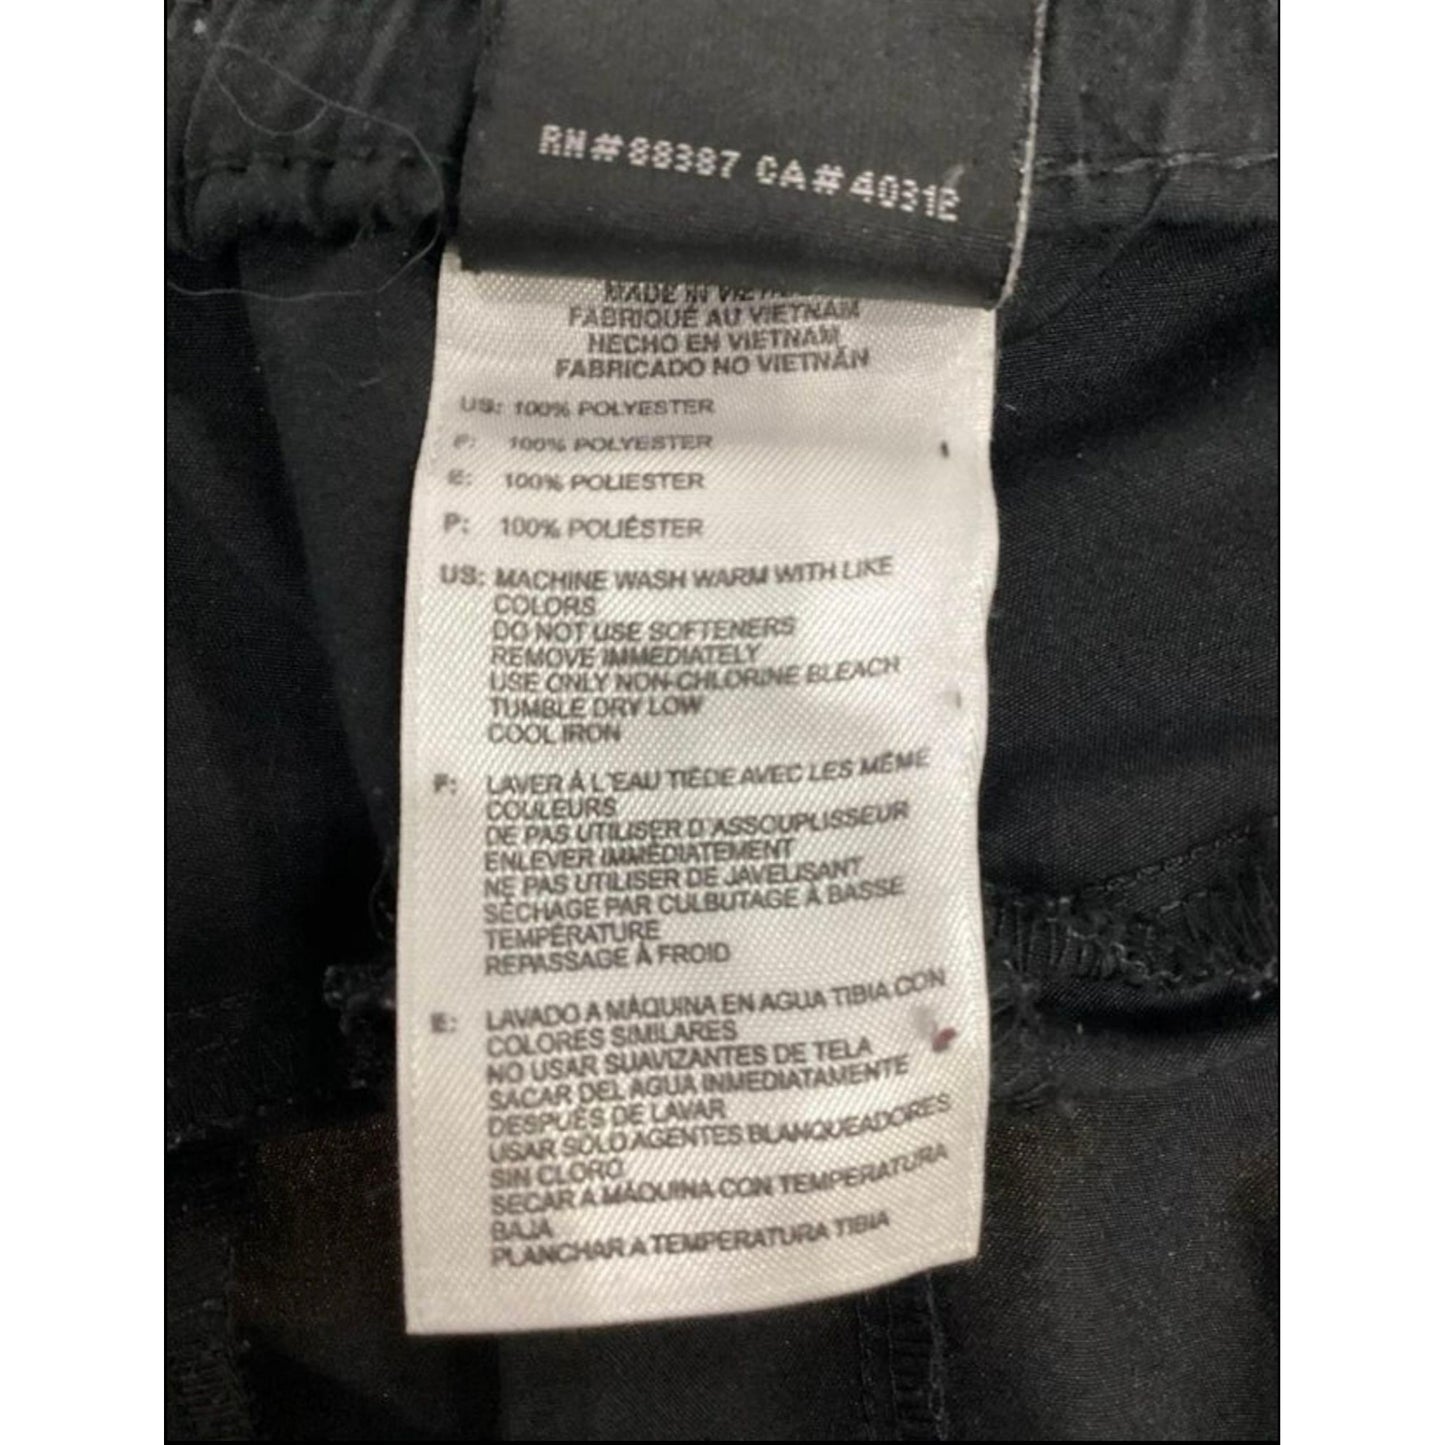 RN#88387 CA#40312
MADE IN VIETNAM
FABRIQUÉ AU VIETNAM
HECHO EN VIETNAM
FABRICADO NO VIETNÃN
US: 100% POLYESTER
F: 100% POLYESTER
E: 100% POLIESTER
P: 100% POLIÉSTER
US: MACHINE WASH WARM WITH LIKE
COLORS
DO NOT USE SOFTENERS
REMOVE IMMEDIATELY
USE ONLY NON-CHLORINE BLEACH
TUMBLE DRY LOW
COOL IRON
F: LAVER À L'EAU TIÈDE AVEC LES MÊME
COULEURS
DE PAS UTILISER D'ASSOUPLISSEUR
ENLEVER IMMÉDIATEMENT
NE PAS UTILISER DE JAVELISANT
SÉCHAGE PAR CULBUTAGE À BASSE
TEMPÉRATURE
REPASSAGE À FROID
E: LAVADO A MÁQUINA EN AGUA TIBIA CON
COLORES SIMILARES
NO USAR SUAVIZANTES DE TELA
SACAR DEL AGUA INMEDIATAMENTE
DESPUÉS DE LAVAR
USAR SOLO AGENTES BLANQUEADORES
SIN CLORO
SECAR A MÁQUINA CON TEMPERATURA
BAJA
PLANCHAR A TEMPERATURA TIBIA